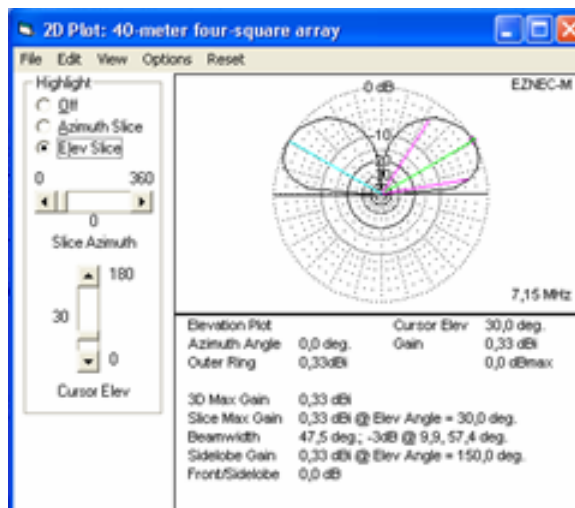 2D Plot: 40-meter four-square array
File Edit View Options Reset
Highlight
Off
Azimuth Slice
Elev Slice
0 360
0
Slice Azimuth
180
30
0
Cursor Elev
0 dB
EZNEC-M
-10
7,15 MHz
Elevation Plot Cursor Elev 30,0 deg.
Azimuth Angle 0,0 deg. Gain 0,33 dBi
Outer Ring 0,33dBi 0,0 dBmax
3D Max Gain 0,33 dBi
Slice Max Gain 0,33 dBi @ Elev Angle = 30,0 deg.
Beamwidth 47,5 deg.; -3dB @ 9,9, 57,4 deg.
Sidelobe Gain 0,33 dBi @ Elev Angle = 150,0 deg.
Front/Sidelobe 0,0 dB